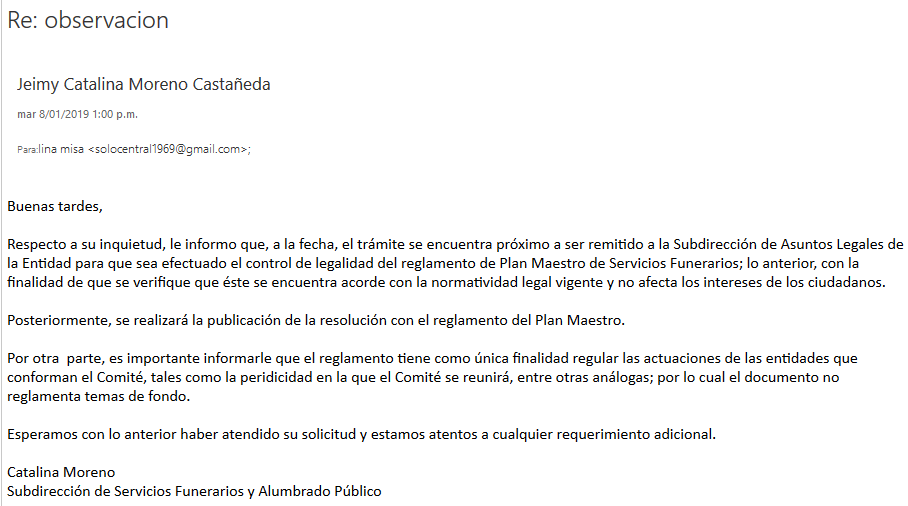 Re: observacion
Jeimy Catalina Moreno Castañeda
mar 8/01/2019 1:00 p.m.
Para:lina misa <solocentral1969@gmail.com>;
Buenas tardes,
Respecto a su inquietud, le informo que, a la fecha, el trámite se encuentra próximo a ser remitido a la Subdirección de Asuntos Legales de
la Entidad para que sea efectuado el control de legalidad del reglamento de Plan Maestro de Servicios Funerarios; lo anterior, con la
finalidad de que se verifique que éste se encuentra acorde con la normatividad legal vigente y no afecta los intereses de los ciudadanos.
Posteriormente, se realizará la publicación de la resolución con el reglamento del Plan Maestro.
Por otra  parte, es importante informarle que el reglamento tiene como única finalidad regular las actuaciones de las entidades que
conforman el Comité, tales como la peridicidad en la que el Comité se reunirá, entre otras análogas; por lo cual el documento no
reglamenta temas de fondo.
Esperamos con lo anterior haber atendido su solicitud y estamos atentos a cualquier requerimiento adicional.
Catalina Moreno
Subdirección de Servicios Funerarios y Alumbrado Público